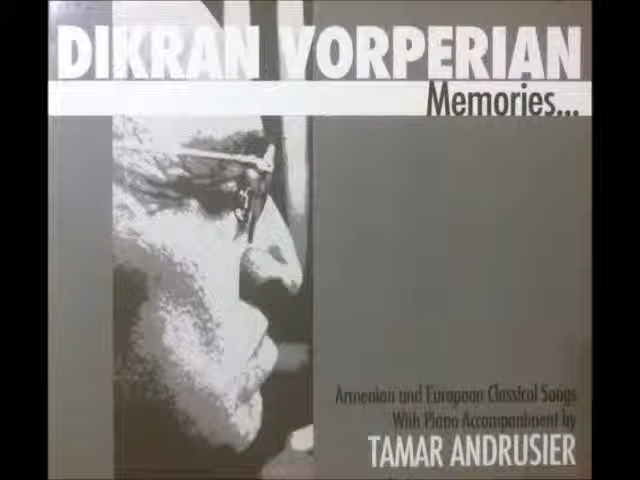 DIKRAN VORPERIAN
Memories...
Armenian and European Classical Songs
With Piano Accompaniment by
TAMAR ANDRUSIER